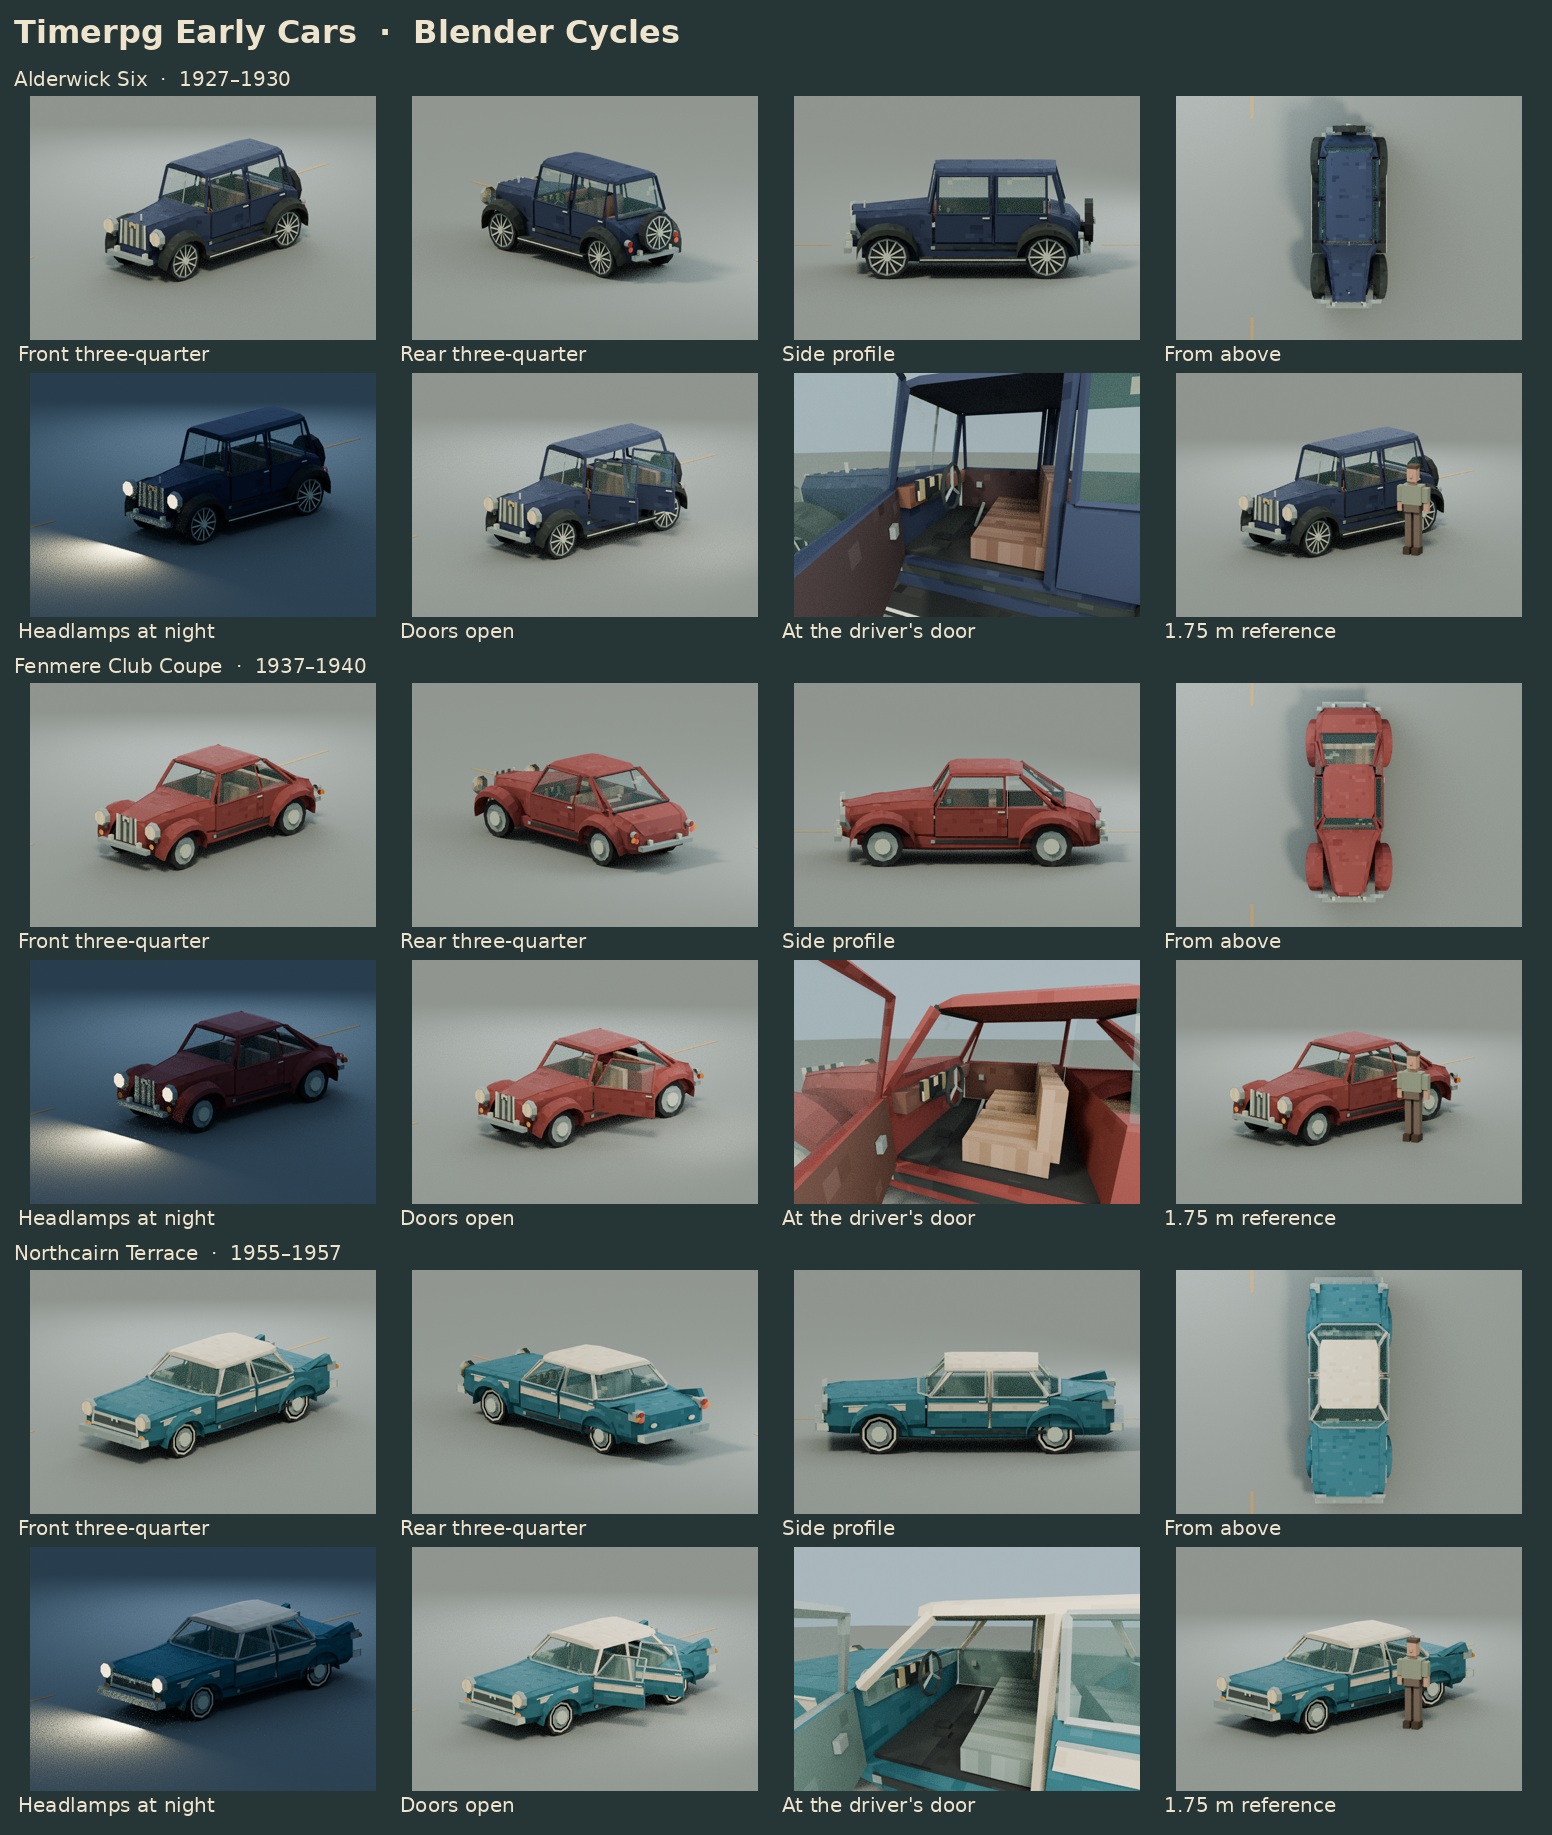 Timerpg Early Cars · Blender Cycles
Alderwick Six · 1927–1930
Front three-quarter
Rear three-quarter
Side profile
From above
Headlamps at night
Doors open
At the driver's door
1.75 m reference
Fenmere Club Coupe · 1937–1940
Front three-quarter
Rear three-quarter
Side profile
From above
Headlamps at night
Doors open
At the driver's door
1.75 m reference
Northcairn Terrace · 1955–1957
Front three-quarter
Rear three-quarter
Side profile
From above
Headlamps at night
Doors open
At the driver's door
1.75 m reference